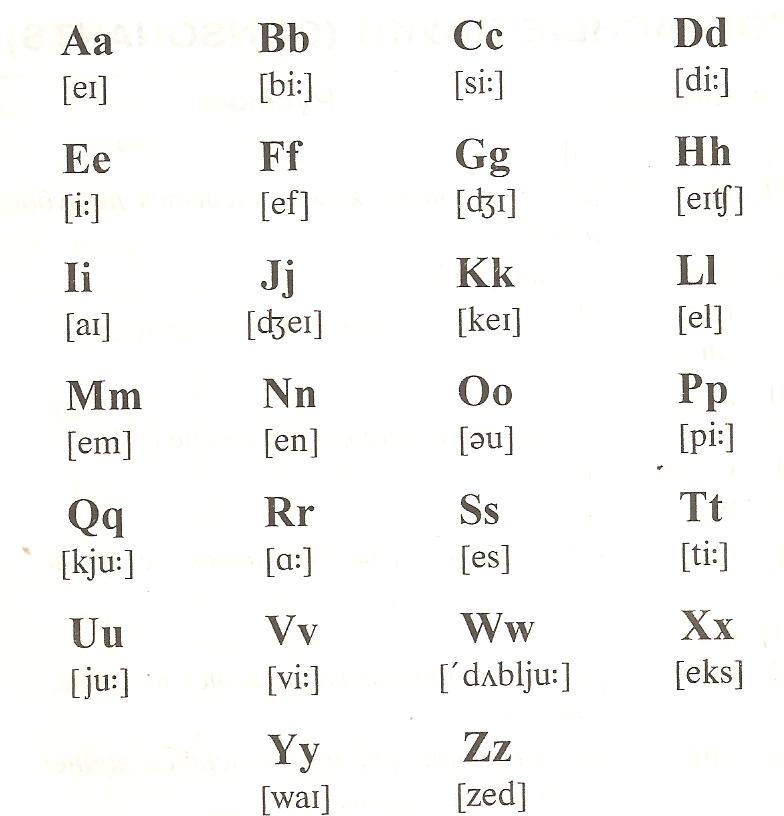 Aa Bb Cc Dd
[eɪ] [bi:] [si:] [di:]
Ee Ff Gg Hh
[i:] [ef] [ʤɪ] [eɪʧ]
Ii Jj Kk Ll
[aɪ] [ʤeɪ] [keɪ] [el]
Mm Nn Oo Pp
[em] [en] [əu] [pi:]
Qq Rr Ss Tt
[kju:] [ɑ:] [es] [ti:]
Uu Vv Ww Xx
[ju:] [vi:] [ˊdʌblju:] [eks]
Yy Zz
[waɪ] [zed]